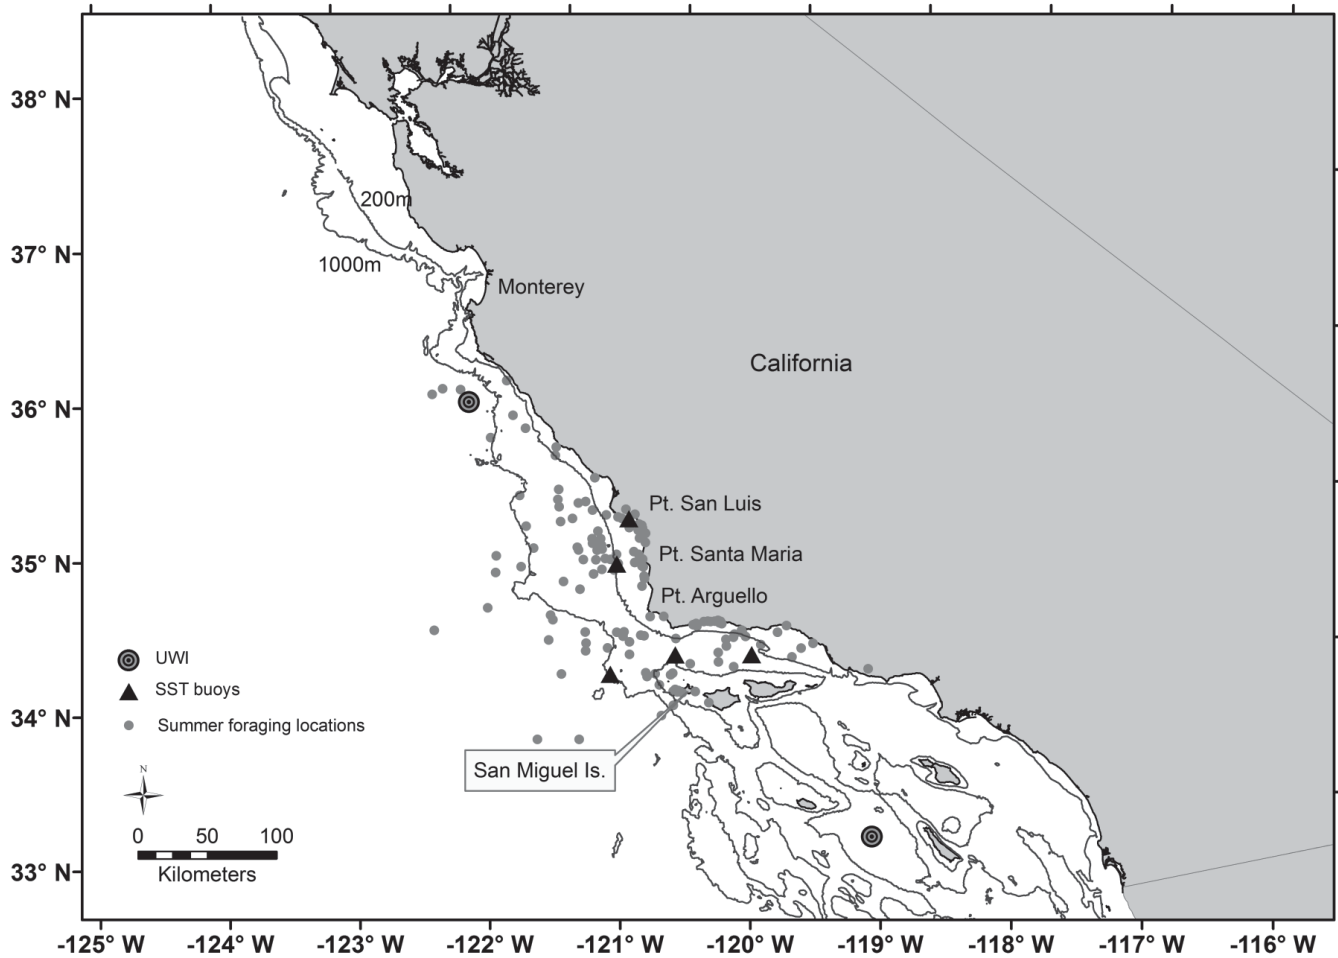 38° N
37° N
36° N
35° N
34° N
33° N
200m
1000m
Monterey
California
Pt. San Luis
Pt. Santa Maria
Pt. Arguello
UWI
SST buoys
Summer foraging locations
San Miguel Is.
N
0 50 100
Kilometers
-125° W -124° W -123° W -122° W -121° W -120° W -119° W -118° W -117° W -116° W